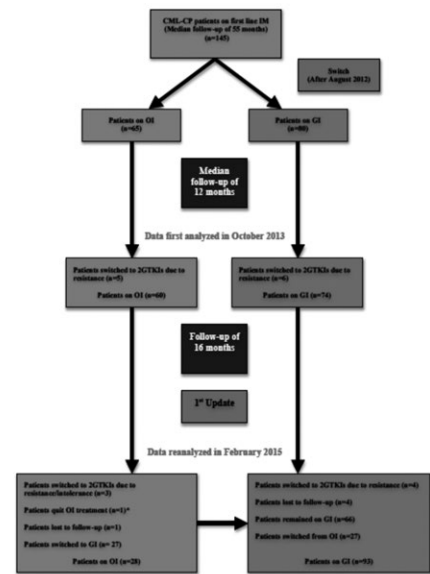 CML-CP patients on first line IM
(Median follow-up of 55 months)
(n=145)
Switch
(After August 2012)
Patients on OI
(n=65)
Patients on GI
(n=80)
Median
follow-up of
12 months
Data first analyzed in October 2013
Patients switched to 2GTKIs due to
resistance (n=5)
Patients on OI (n=60)
Patients switched to 2GTKIs due to
resistance (n=6)
Patients on GI (n=74)
Follow-up of
16 months
1st Update
Data reanalyzed in February 2015
Patients switched to 2GTKIs due to
resistance/intolerance (n=3)
Patients quit OI treatment (n=1)*
Patients lost to follow-up (n=1)
Patients switched to GI (n= 27)
Patients on OI (n=28)
Patients switched to 2GTKIs due to resistance (n=4)
Patients lost to follow-up (n=4)
Patients remained on GI (n=66)
Patients switched from OI (n=27)
Patients on GI (n=93)